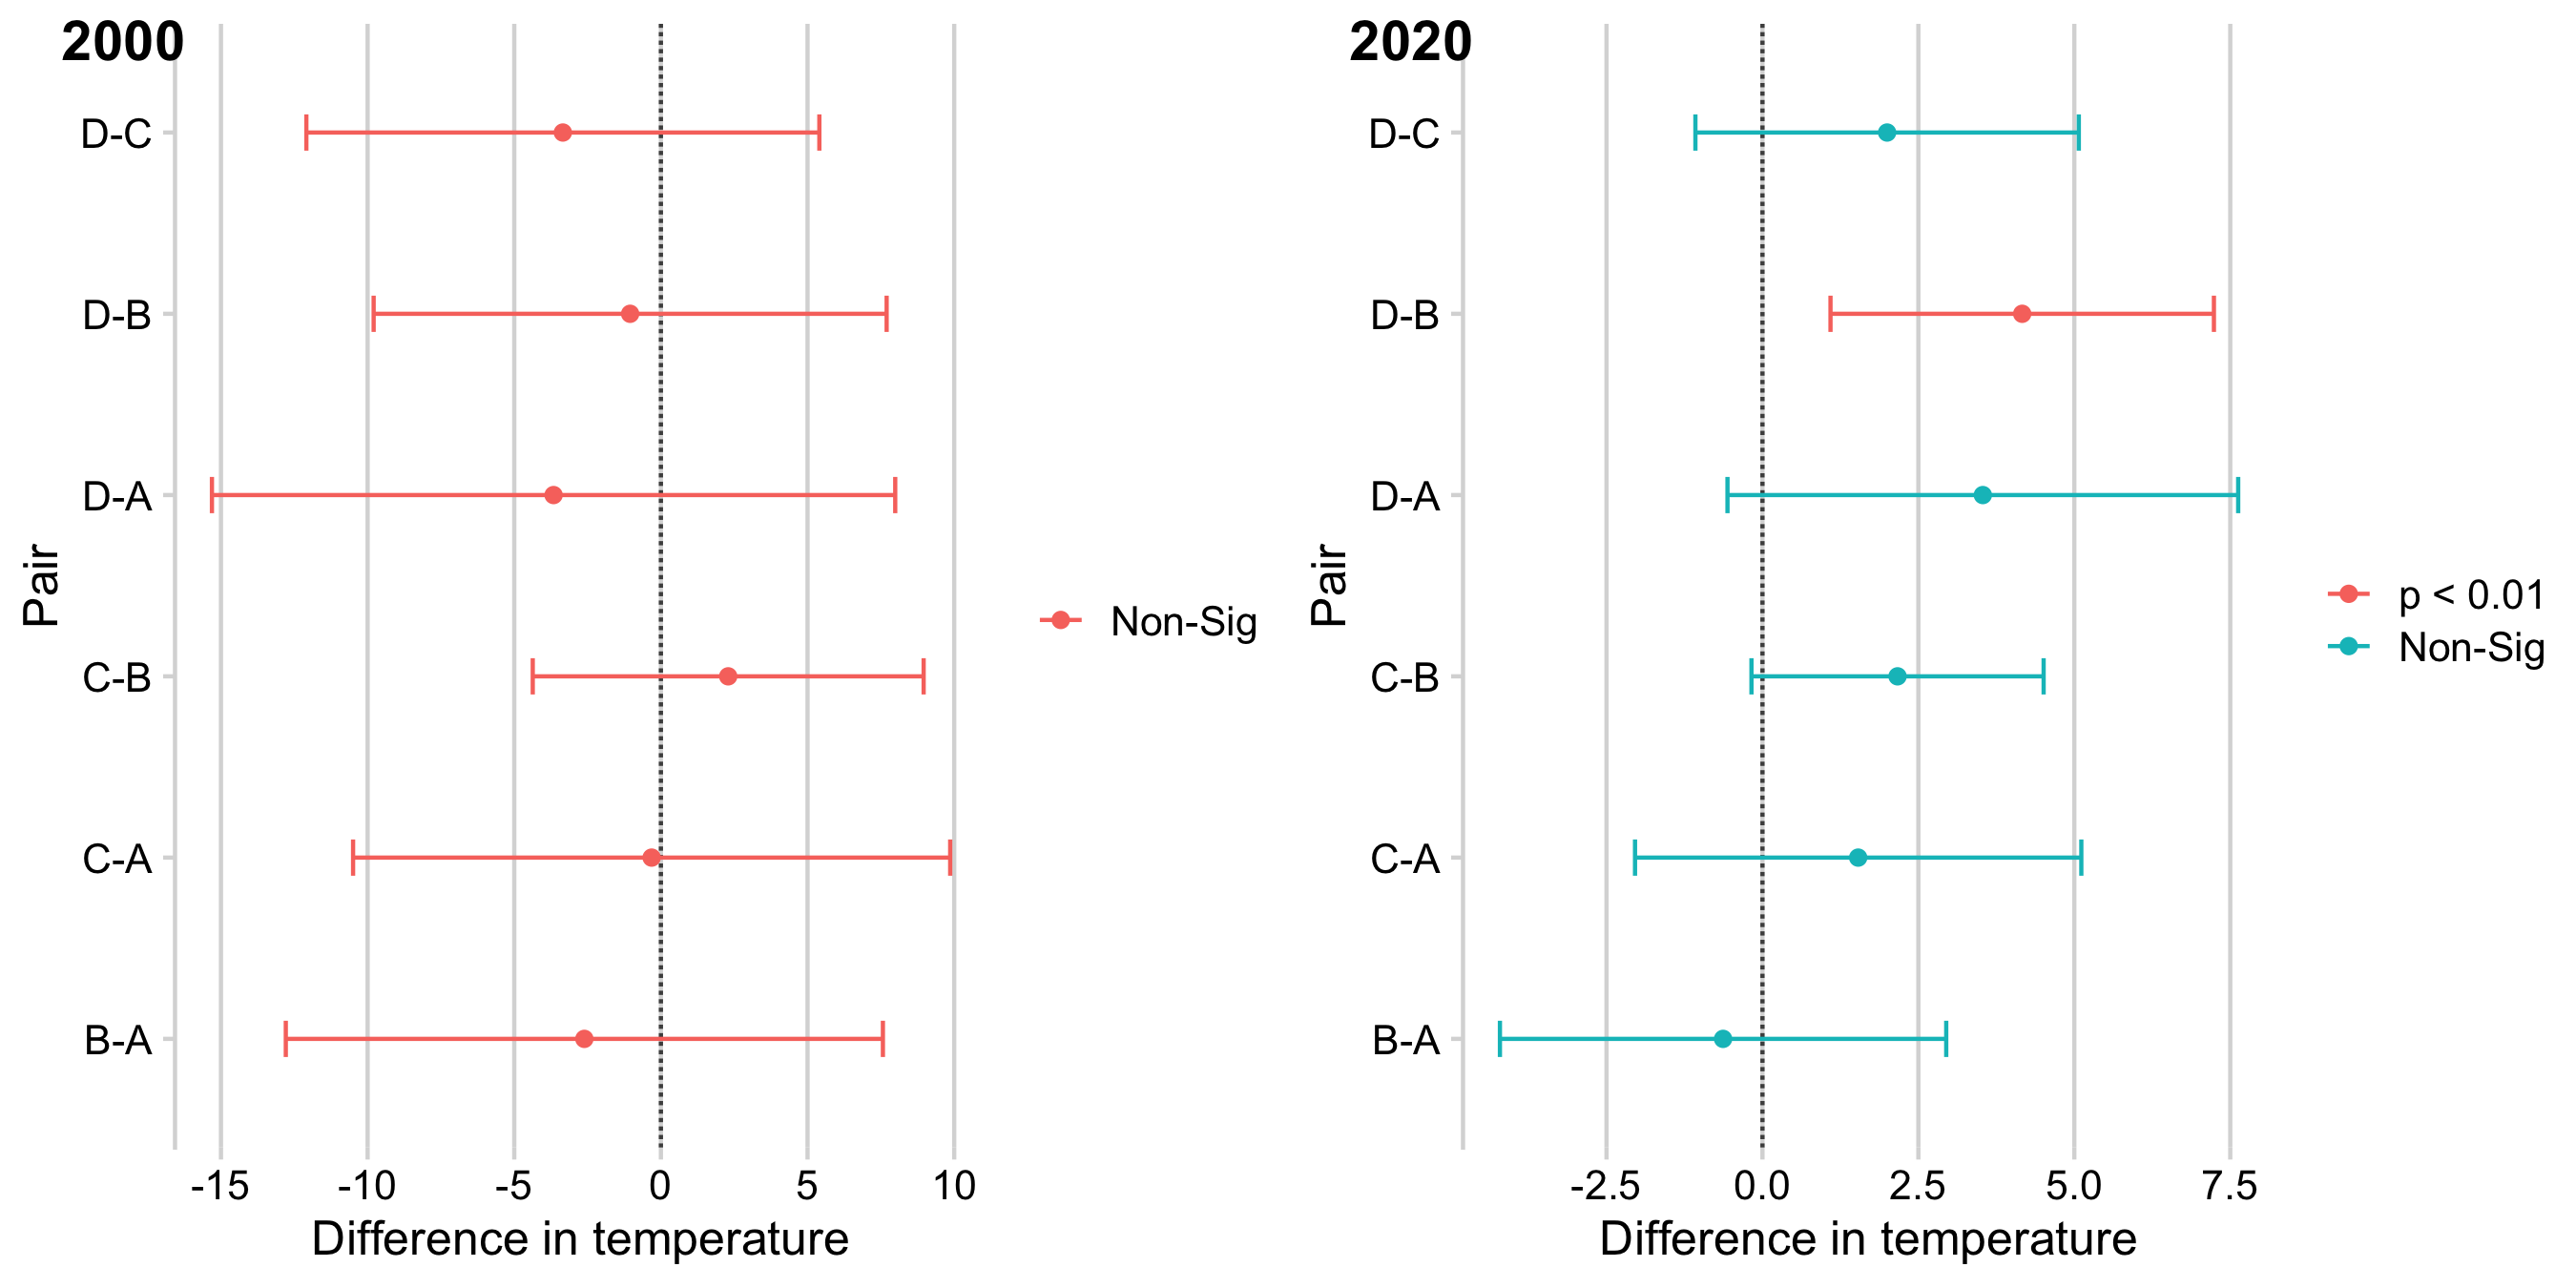 2000
D-C
D-B
D-A
C-B
C-A
B-A
Pair
-15 -10 -5 0 5 10
Difference in temperature
Non-Sig
2020
D-C
D-B
D-A
C-B
C-A
B-A
Pair
-2.5 0.0 2.5 5.0 7.5
Difference in temperature
p < 0.01
Non-Sig